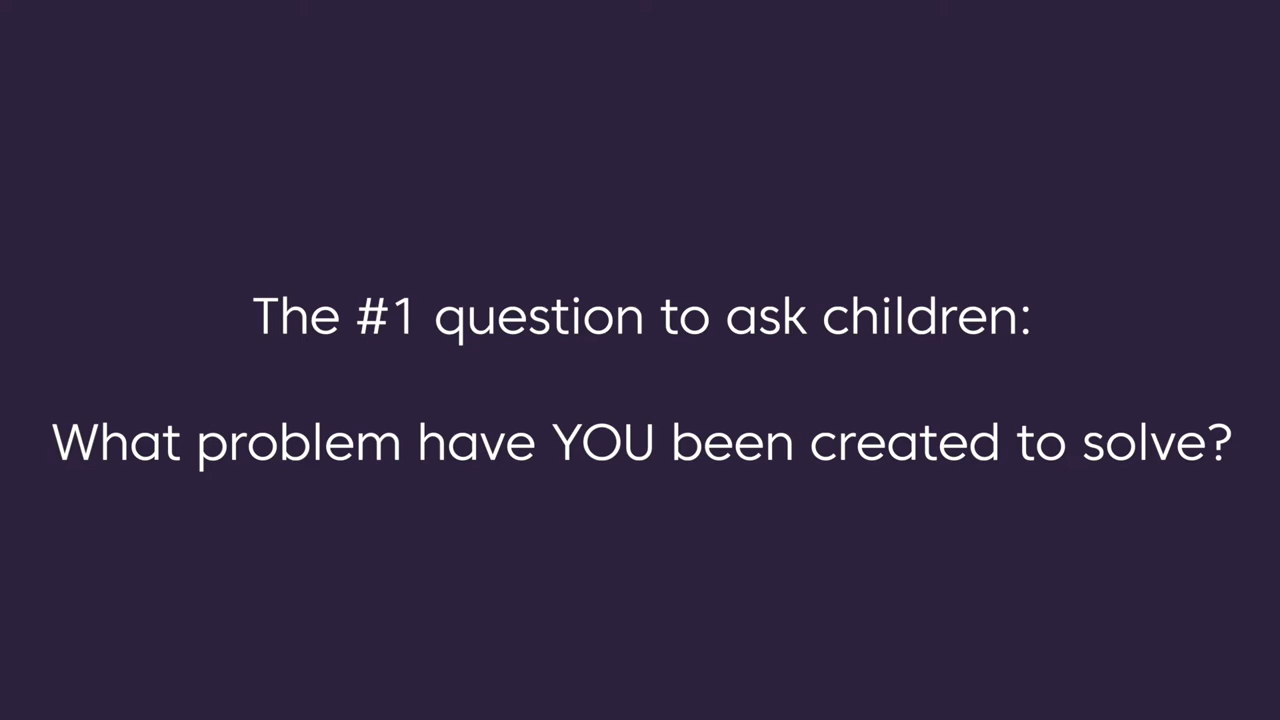 The #1 question to ask children:
What problem have YOU been created to solve?